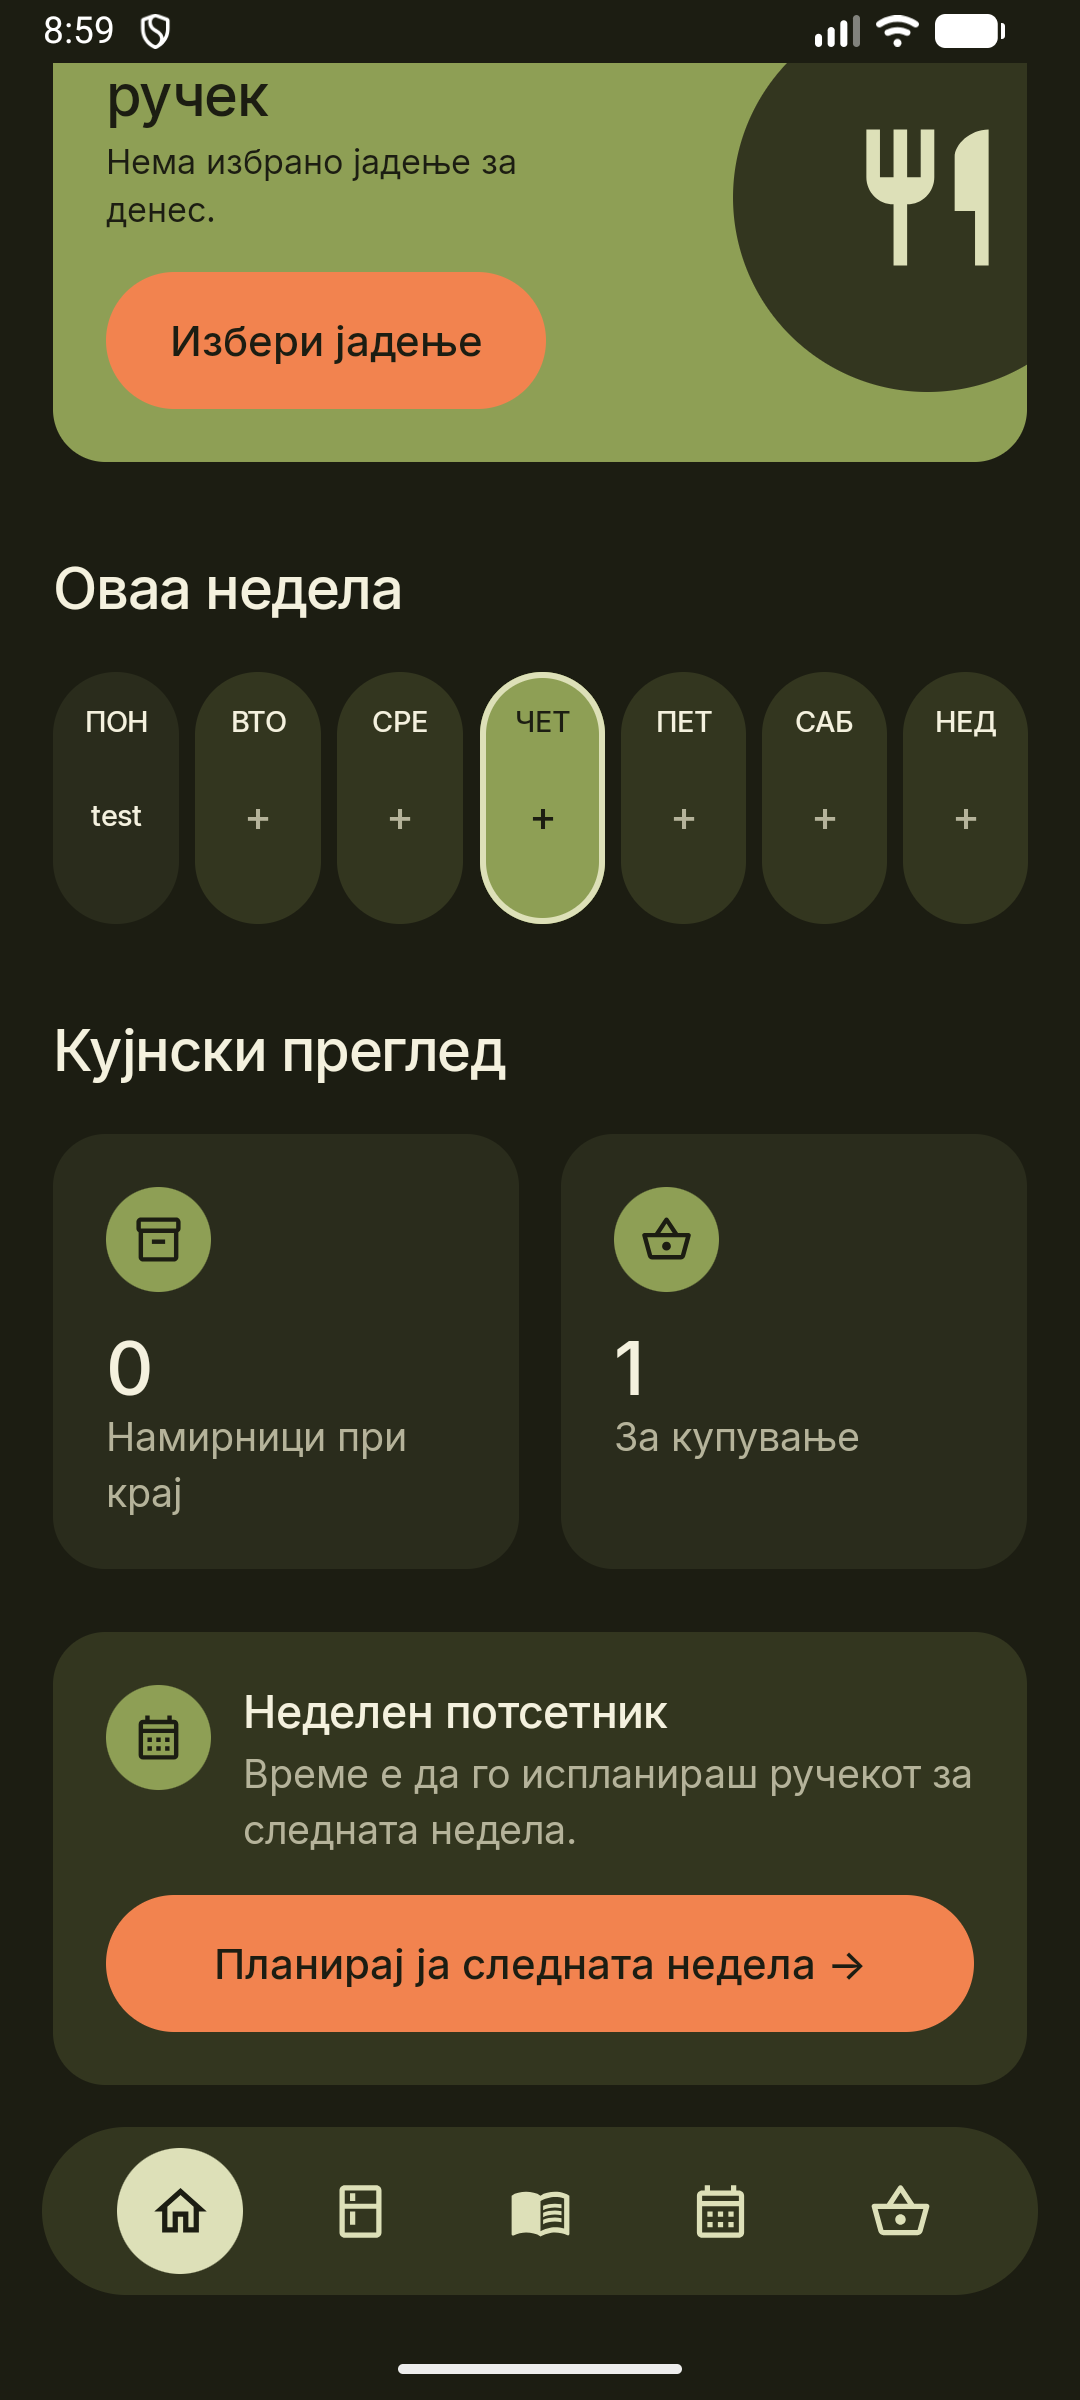 8:59
ручек
Нема избрано јадење за
денес.
Избери јадење
Оваа недела
ПОН ВТО СРЕ ЧЕТ ПЕТ САБ НЕД
test + + + + + +
Кујнски преглед
0
Намирници при
крај
1
За купување
Неделен потсетник
Време е да го испланираш ручекот за
следната недела.
Планирај ја следната недела →